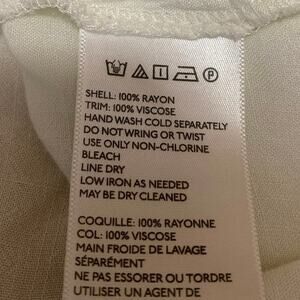 SHELL: 100% RAYON
TRIM: 100% VISCOSE
HAND WASH COLD SEPARATELY
DO NOT WRING OR TWIST
USE ONLY NON-CHLORINE
BLEACH
LINE DRY
LOW IRON AS NEEDED
MAY BE DRY CLEANED
COQUILLE: 100% RAYONNE
COL: 100% VISCOSE
MAIN FROIDE DE LAVAGE
SÉPARÉMENT
NE PAS ESSORER OU TORDRE
UTILISER UN AGENT DE